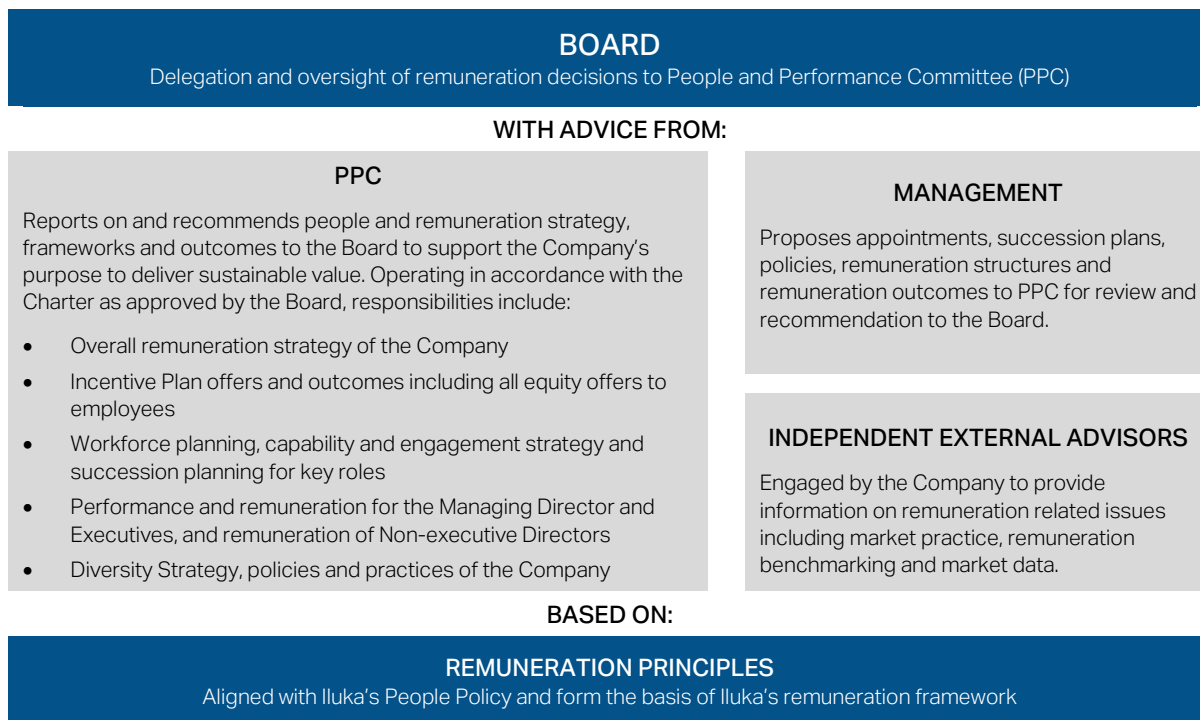 BOARD
Delegation and oversight of remuneration decisions to People and Performance Committee (PPC)
WITH ADVICE FROM:
PPC
Reports on and recommends people and remuneration strategy,
frameworks and outcomes to the Board to support the Company's
purpose to deliver sustainable value. Operating in accordance with the
Charter as approved by the Board, responsibilities include:
• Overall remuneration strategy of the Company
• Incentive Plan offers and outcomes including all equity offers to
employees
• Workforce planning, capability and engagement strategy and
succession planning for key roles
• Performance and remuneration for the Managing Director and
Executives, and remuneration of Non-executive Directors
• Diversity Strategy, policies and practices of the Company
MANAGEMENT
Proposes appointments, succession plans,
policies, remuneration structures and
remuneration outcomes to PPC for review and
recommendation to the Board.
INDEPENDENT EXTERNAL ADVISORS
Engaged by the Company to provide
information on remuneration related issues
including market practice, remuneration
benchmarking and market data.
BASED ON:
REMUNERATION PRINCIPLES
Aligned with Iluka's People Policy and form the basis of Iluka's remuneration framework